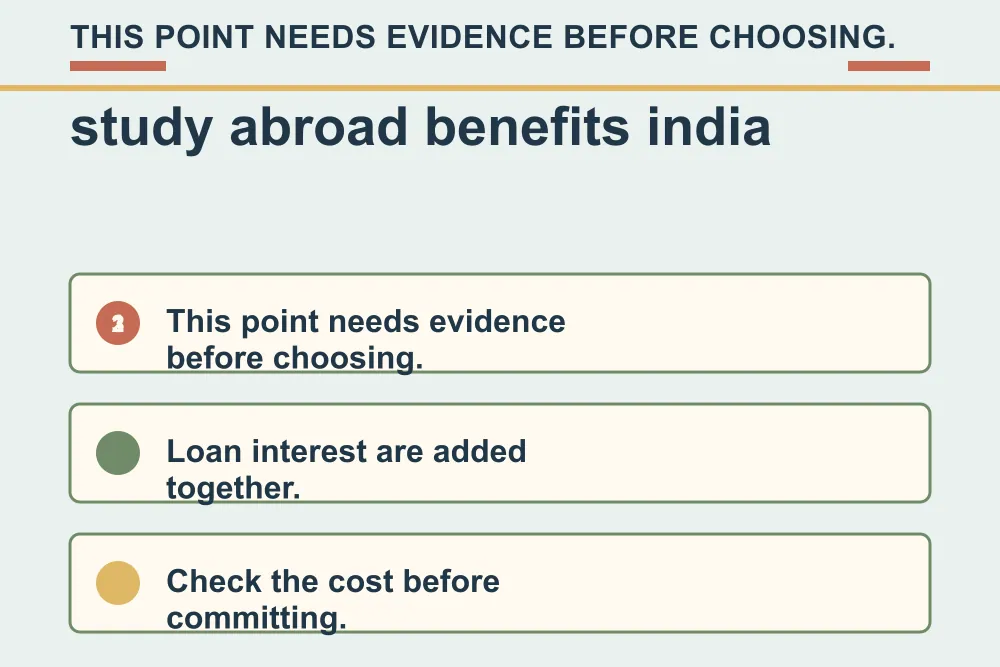 THIS POINT NEEDS EVIDENCE BEFORE CHOOSING.
study abroad benefits india
This point needs evidence
before choosing.
Loan interest are added
together.
Check the cost before
committing.